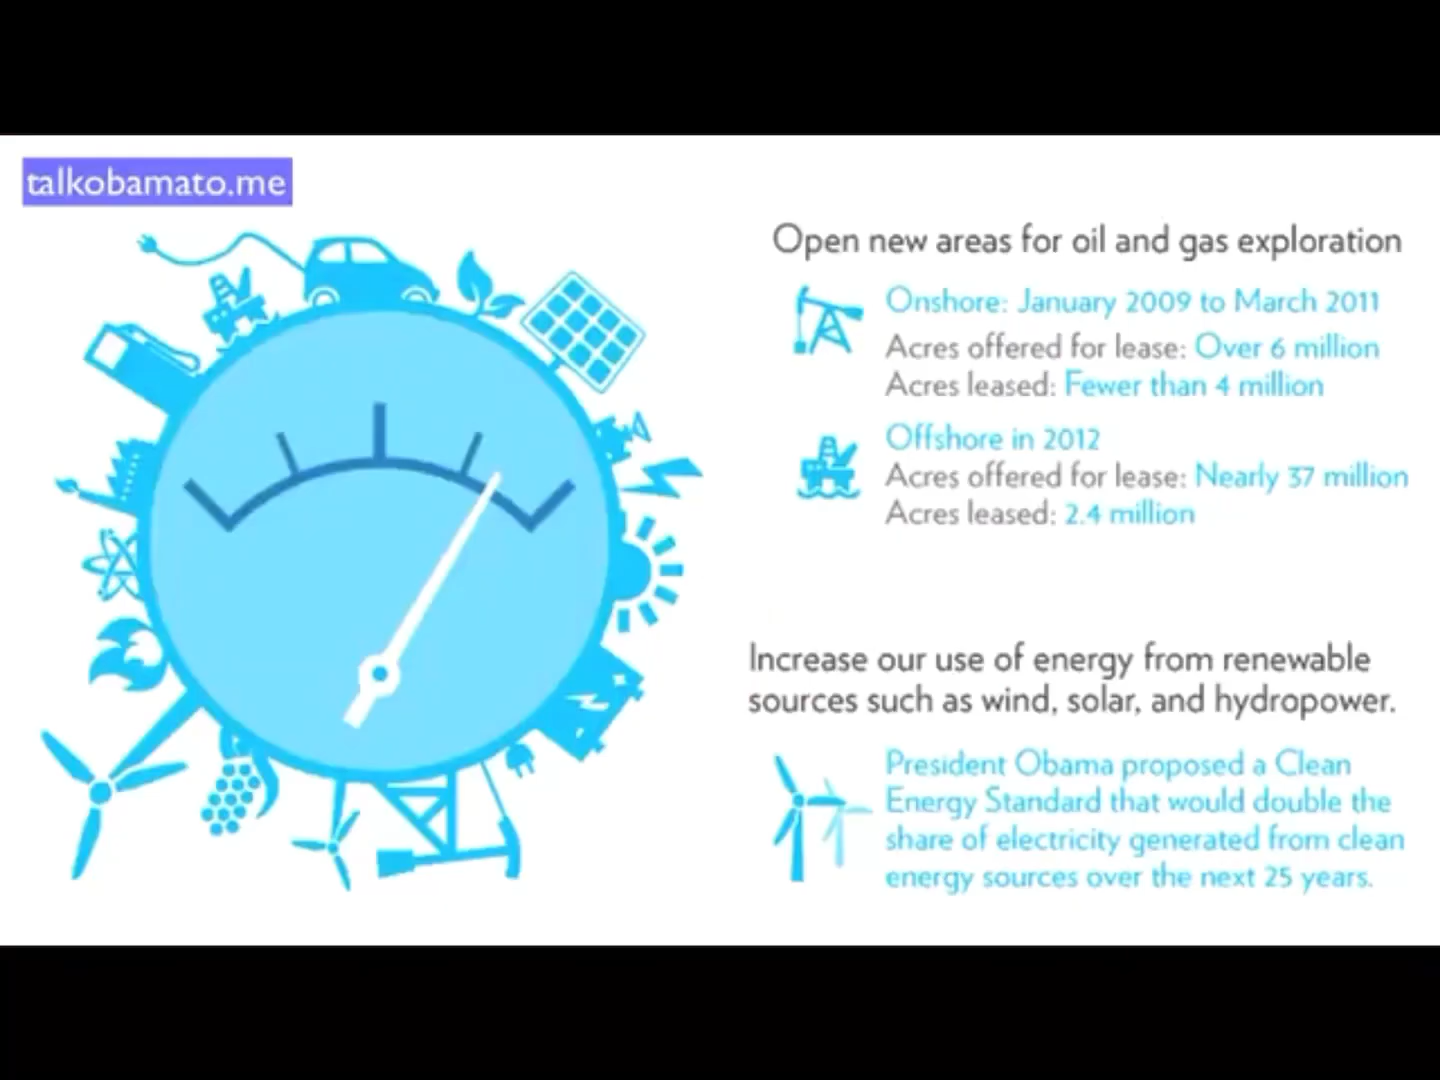 talkobamato.me
Open new areas for oil and gas exploration
Onshore: January 2009 to March 2011
Acres offered for lease: Over 6 million
Acres leased: Fewer than 4 million
Offshore in 2012
Acres offered for lease: Nearly 37 million
Acres leased: 2.4 million
Increase our use of energy from renewable
sources such as wind, solar, and hydropower.
President Obama proposed a Clean
Energy Standard that would double the
share of electricity generated from clean
energy sources over the next 25 years.